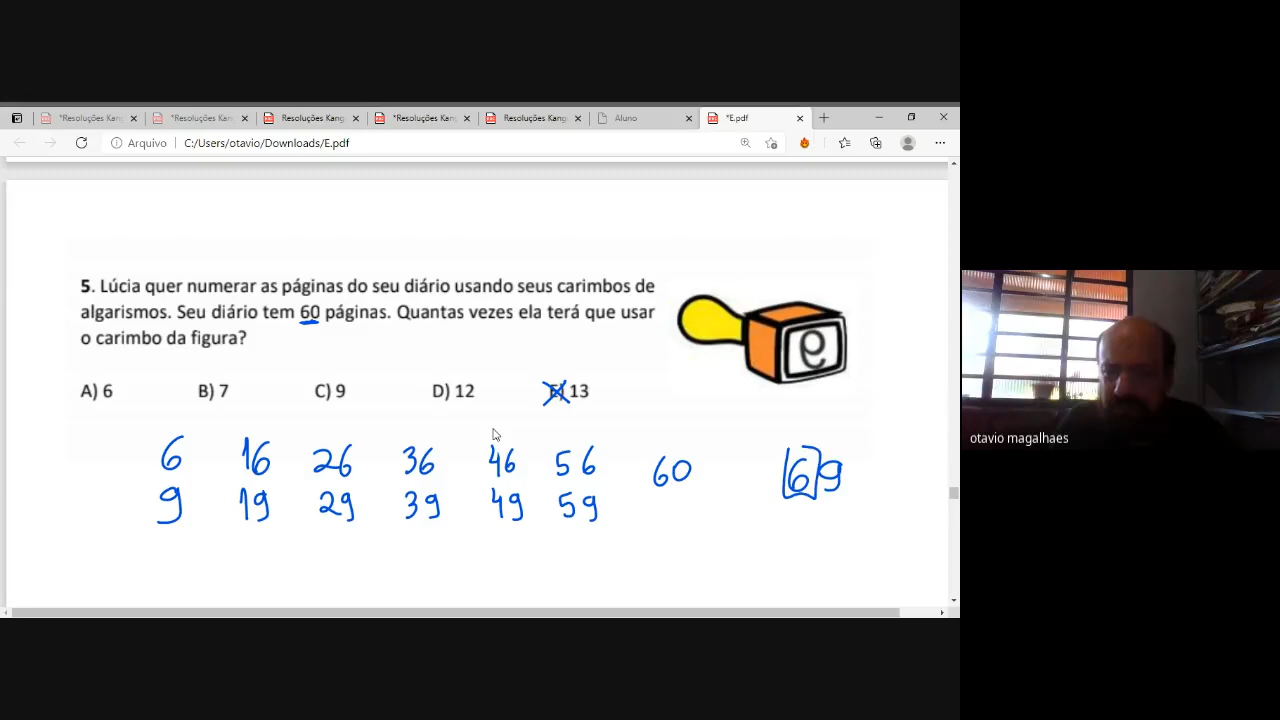 *Resoluções Kang
*Resoluções Kan
Resoluções Kang
*Resoluções Kang
Resoluções Kang
Aluno
*E.pdf
Arquivo
C:/Users/otavio/Downloads/E.pdf
5. Lúcia quer numerar as páginas do seu diário usando seus carimbos de
algarismos. Seu diário tem 60 páginas. Quantas vezes ela terá que usar
o carimbo da figura?
A) 6 B) 7 C) 9 D) 12 E) 13
6 16 26 36 46 56 60 69
9 19 29 39 49 59
otavio magalhaes